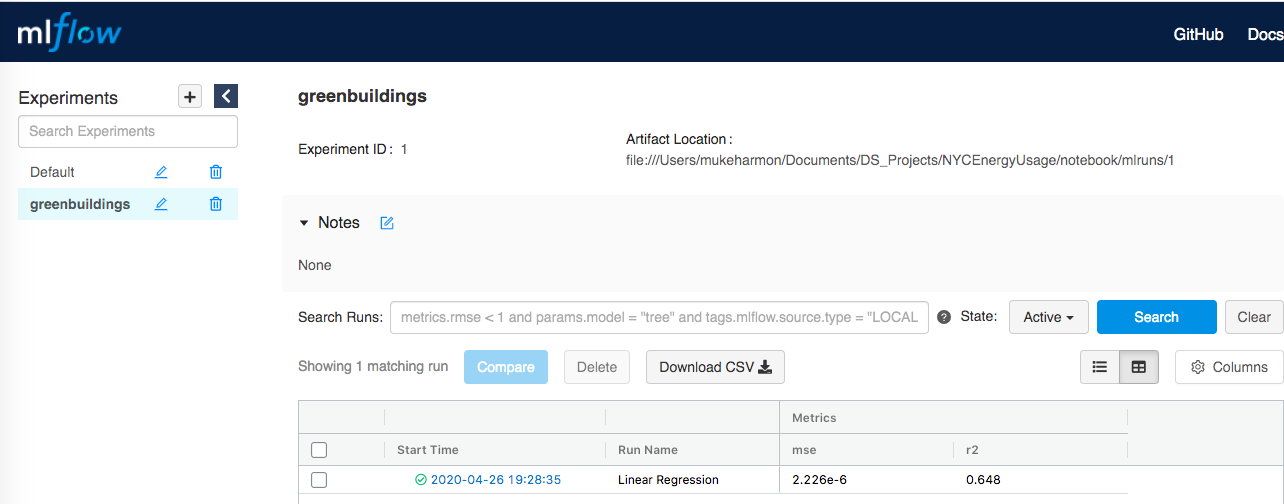 mlflow
GitHub Docs
Experiments
Search Experiments
Default
greenbuildings
greenbuildings
Experiment ID : 1
Artifact Location :
file:///Users/mukeharmon/Documents/DS_Projects/NYCEnergyUsage/notebook/mlruns/1
Notes
None
Search Runs: metrics.rmse < 1 and params.model = "tree" and tags.mlflow.source.type = "LOCAL ? State: Active Search Clear
Showing 1 matching run Compare Delete Download CSV Columns
Metrics
Start Time Run Name mse r2
2020-04-26 19:28:35 Linear Regression 2.226e-6 0.648